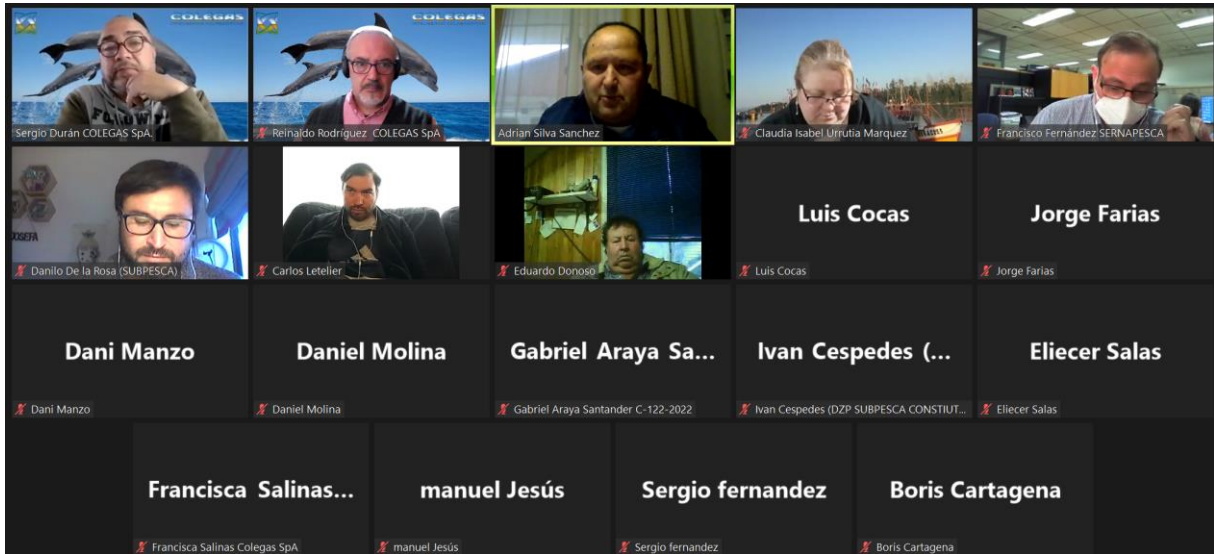 COLEGAS
COLEGAS
Sergio Durán COLEGAS SpA.
Reinaldo Rodríguez COLEGAS SpA
Adrian Silva Sanchez
Claudia Isabel Urrutia Marquez
Francisco Fernández SERNAPESCA
OSEFA
Danilo De la Rosa (SUBPESCA)
Carlos Letelier
Eduardo Donoso
Luis Cocas
Luis Cocas
Jorge Farias
Jorge Farias
Dani Manzo
Dani Manzo
Daniel Molina
Daniel Molina
Gabriel Araya Sa...
Gabriel Araya Santander C-122-2022
Ivan Cespedes (...
Ivan Cespedes (DZP SUBPESCA CONSTIUT...
Eliecer Salas
Eliecer Salas
Francisca Salinas...
Francisca Salinas Colegas SpA
manuel Jesús
manuel Jesús
Sergio fernandez
Sergio fernandez
Boris Cartagena
Boris Cartagena